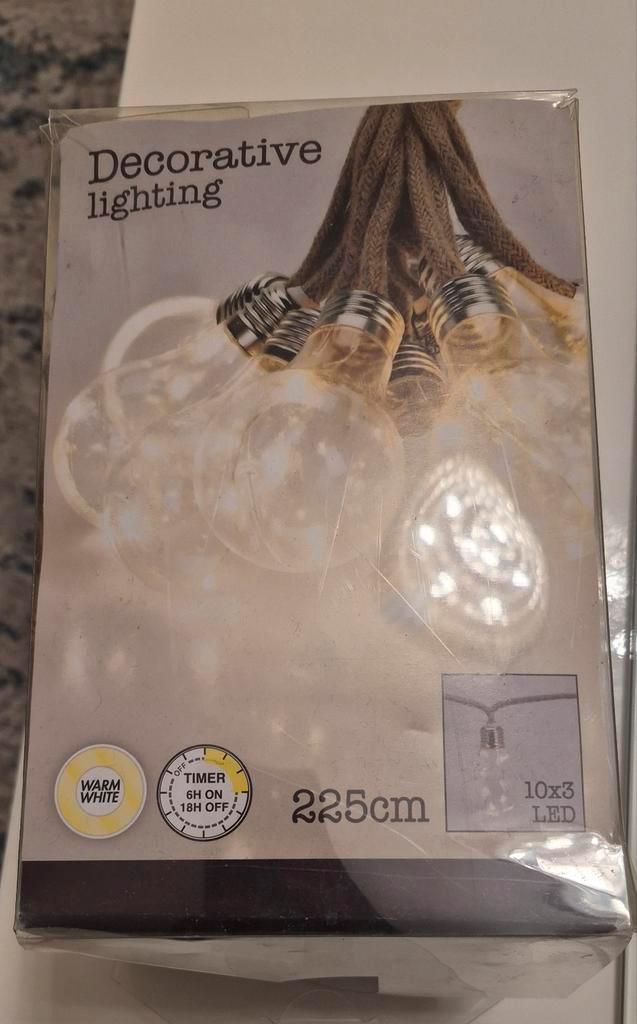 Decorative
lighting
WARM
WHITE
OFF
TIMER
6H ON
18H OFF
225cm
10x3
LED